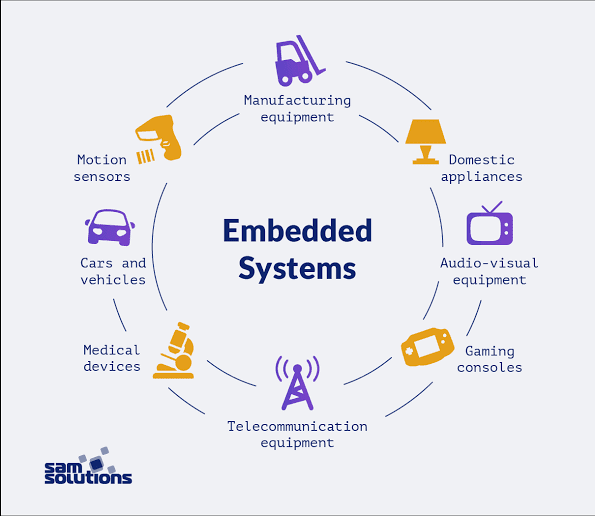 Manufacturing
equipment
Domestic
appliances
Audio-visual
equipment
Gaming
consoles
Telecommunication
equipment
Medical
devices
Cars and
vehicles
Motion
sensors
Embedded
Systems
sam
solutions